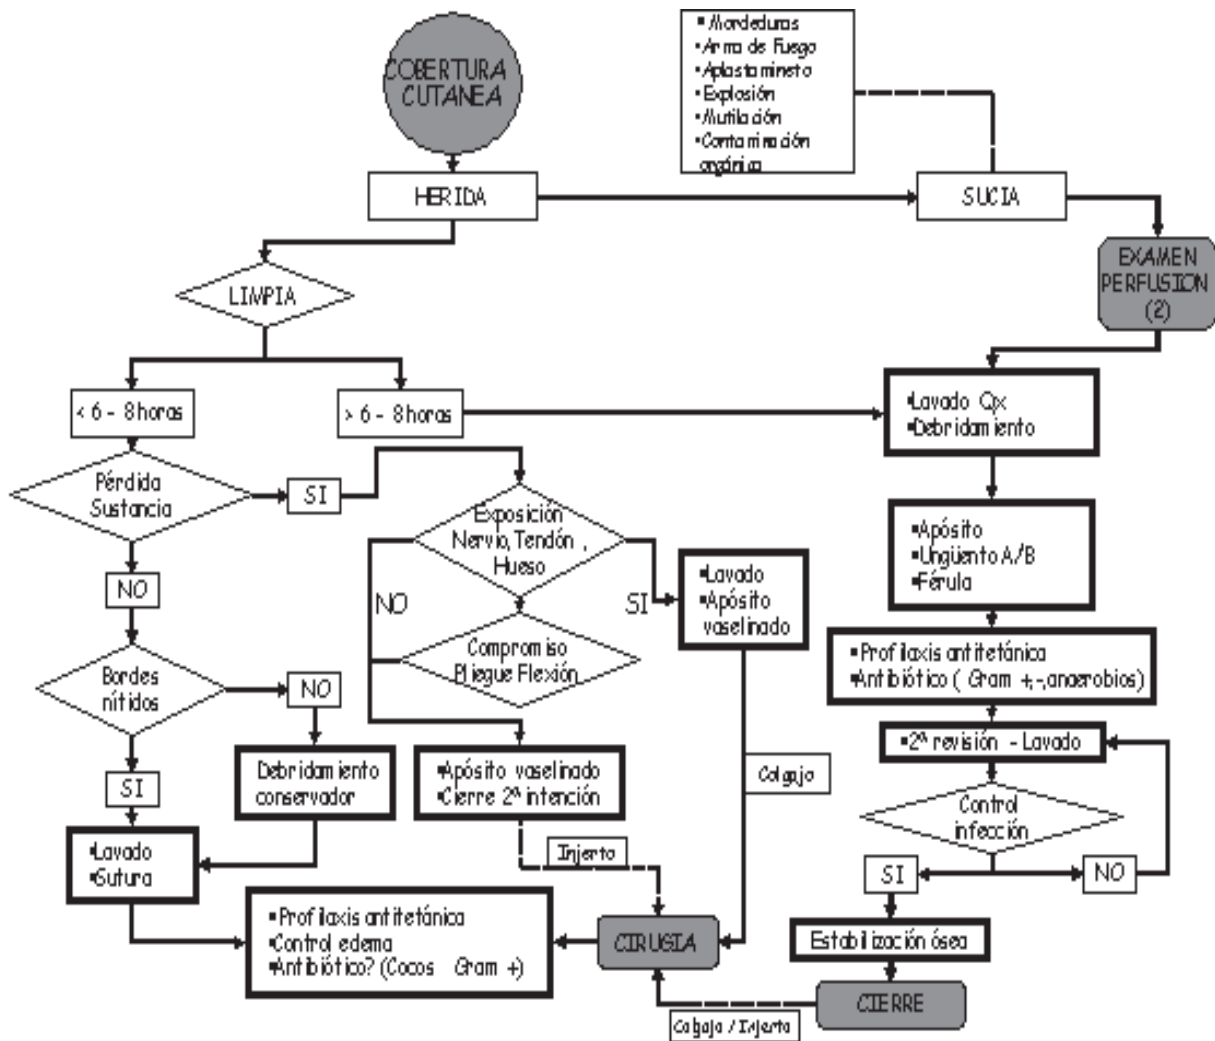 COBERTURA
CUTANEA
▪Mordeduras
▪Arma de Fuego
▪Aplastamineto
▪Explosión
▪Mutilación
▪Contaminación
orgánica
HERIDA
SUCIA
EXAMEN
PERFUSION
(2)
LIMPIA
< 6 - 8 horas
> 6 - 8 horas
▪Lavado Qx
▪Debridamiento
Pérdida
Sustancia
SI
Exposición
Nervio, Tendón ,
Hueso
▪Apósito
▪Ungüento A/B
▪Férula
NO
NO
SI
▪Lavado
▪Apósito
vaselinado
Compromiso
Pliegue Flexión
▪Profilaxis antitetánica
▪Antibiótico ( Gram +,-,anaerobios)
Bordes
nítidos
NO
▪2ª revisión - Lavado
SI
Debridamiento
conservador
▪Apósito vaselinado
▪Cierre 2ª intención
Colgajo
Control
infección
▪Lavado
▪Sutura
Injerto
SI
NO
▪Profilaxis antitetánica
▪Control edema
▪Antibiótico? (Cocos Gram +)
CIRUGIA
Estabilización ósea
CIERRE
Colgajo / Injerto